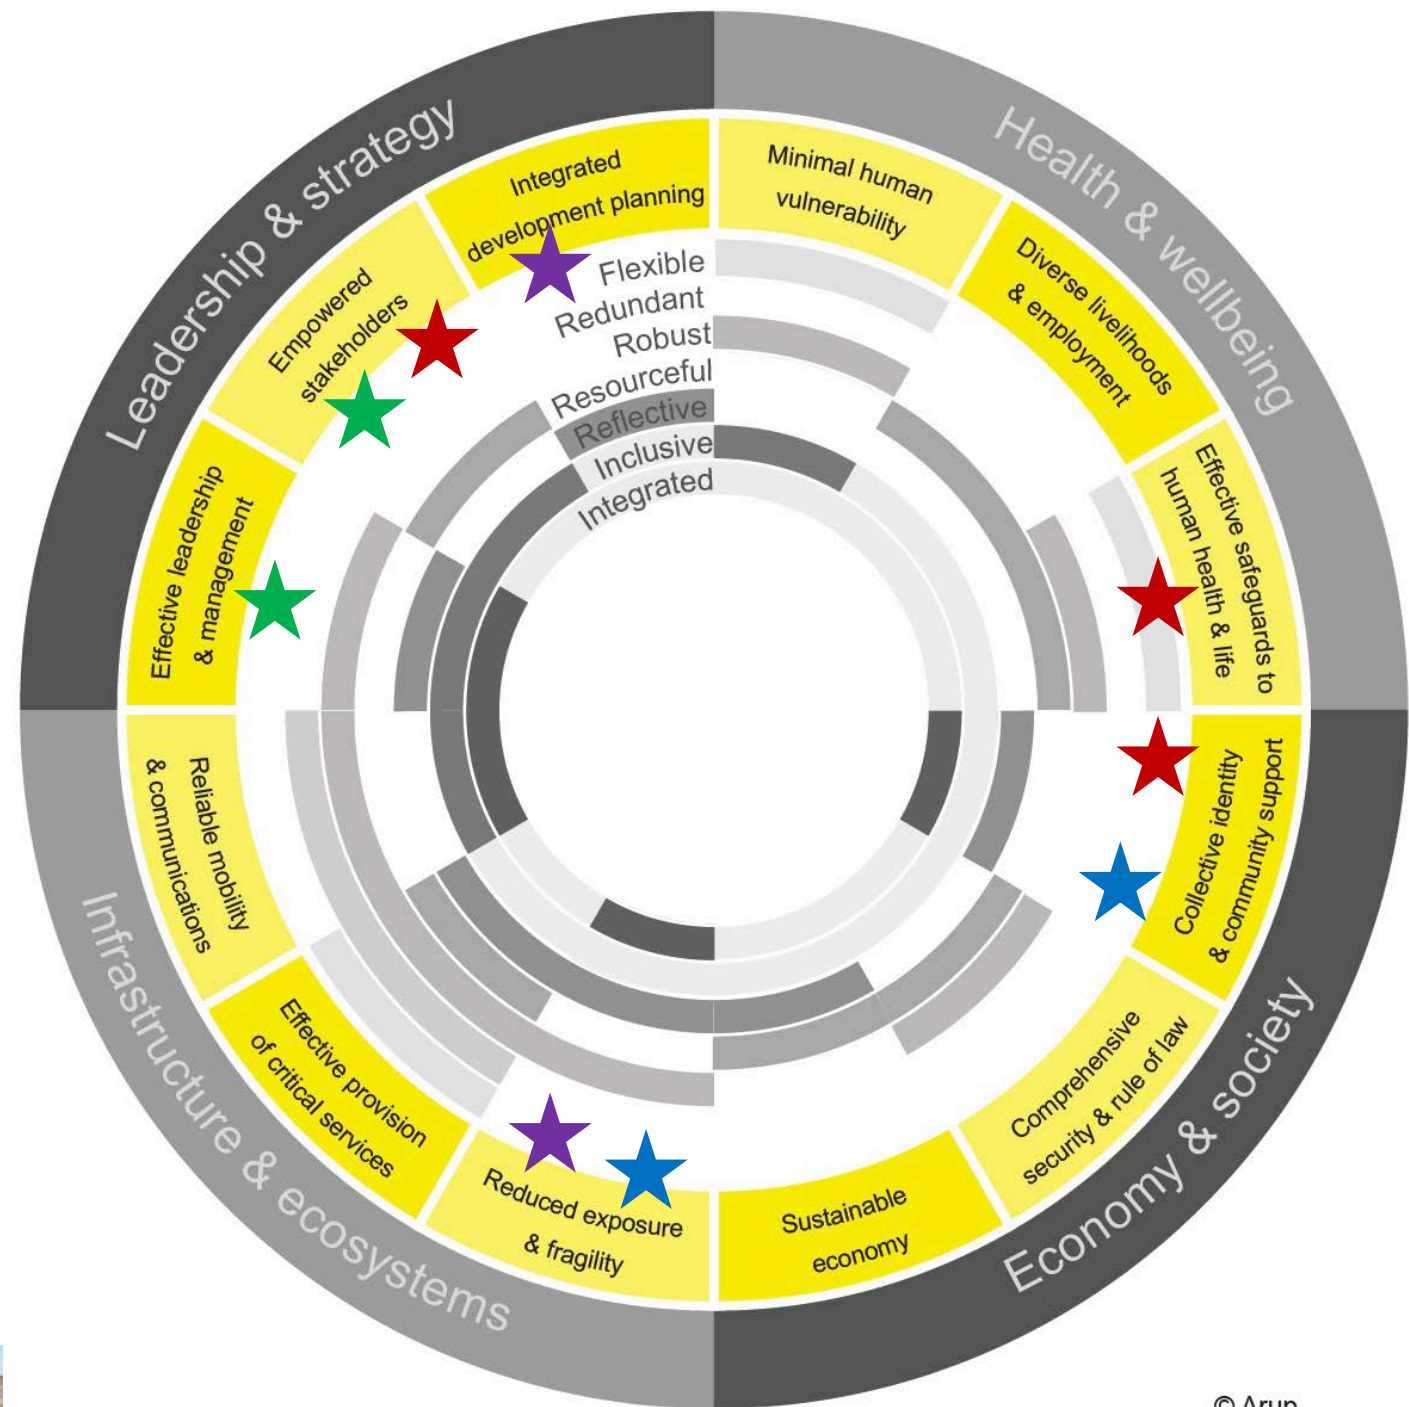 Leadership & strategy
Health & wellbeing
Economy & society
Infrastructure & ecosystems
Integrated
development planning
Minimal human
vulnerability
Diverse livelihoods
& employment
Effective safeguards to
human health & life
Collective identity
& community support
Comprehensive
security & rule of law
Sustainable
economy
Reduced exposure
& fragility
Effective provision
of critical services
Reliable mobility
& communications
Effective leadership
& management
Empowered
stakeholders
Flexible
Redundant
Robust
Resourceful
Reflective
Inclusive
Integrated
© Arup